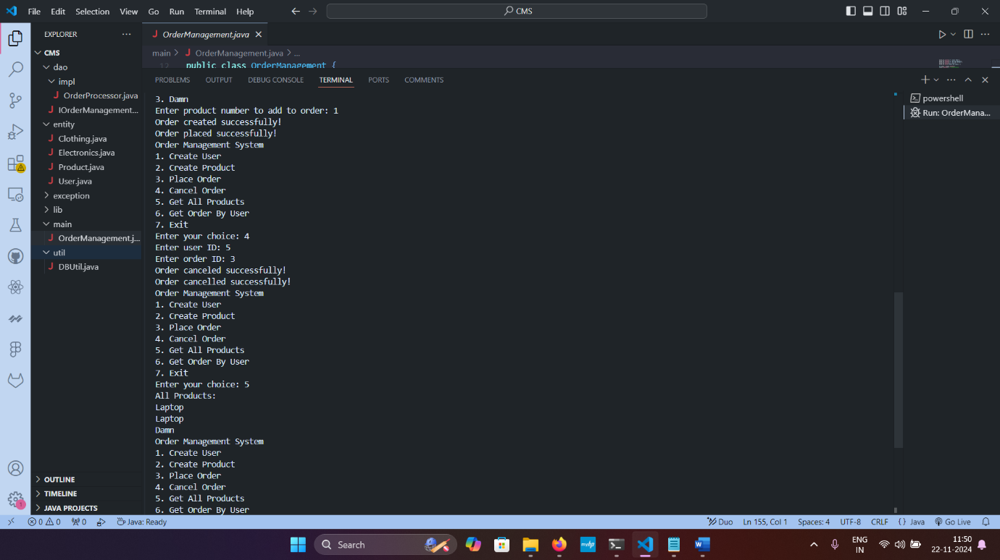 File Edit Selection View Go Run Terminal Help
CMS
EXPLORER
CMS
dao
impl
J OrderProcessor.java
J IOrderManagement...
entity
J Clothing.java
J Electronics.java
J Product.java
J User.java
exception
lib
main
J OrderManagement.j...
util
J DBUtil.java
OUTLINE
TIMELINE
JAVA PROJECTS
J OrderManagement.java
main > J OrderManagement.java > ...
12 public class OrderManagement {
PROBLEMS OUTPUT DEBUG CONSOLE TERMINAL PORTS COMMENTS
3. Damn
Enter product number to add to order: 1
Order created successfully!
Order placed successfully!
Order Management System
1. Create User
2. Create Product
3. Place Order
4. Cancel Order
5. Get All Products
6. Get Order By User
7. Exit
Enter your choice: 4
Enter user ID: 5
Enter order ID: 3
Order canceled successfully!
Order cancelled successfully!
Order Management System
1. Create User
2. Create Product
3. Place Order
4. Cancel Order
5. Get All Products
6. Get Order By User
7. Exit
Enter your choice: 5
All Products:
Laptop
Laptop
Damn
Order Management System
1. Create User
2. Create Product
3. Place Order
4. Cancel Order
5. Get All Products
6. Get Order By User
powershell
Run: OrderMana...
1
0 0 0 Java: Ready
Duo Ln 155, Col 1 Spaces: 4 UTF-8 CRLF {} Java Go Live
Search
ENG
IN
11:50
22-11-2024